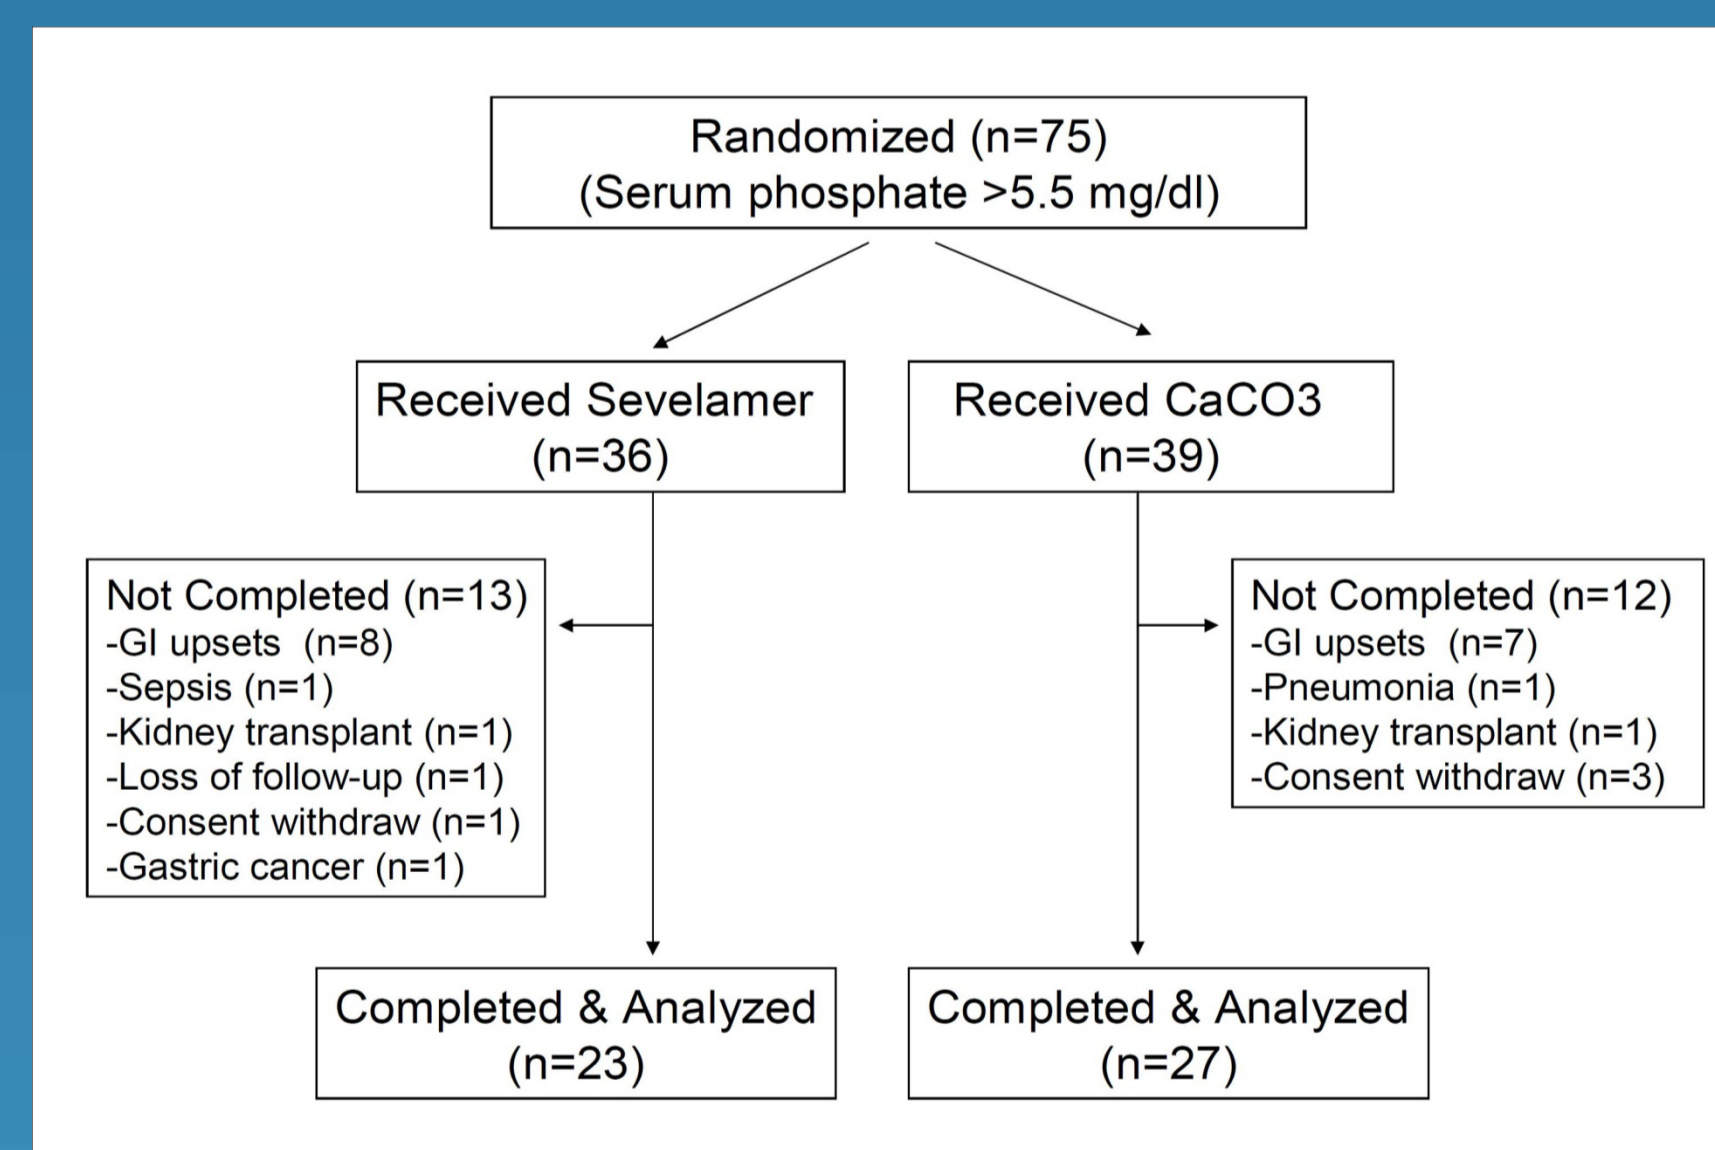 Randomized (n=75)
(Serum phosphate >5.5 mg/dl)
Received Sevelamer
(n=36)
Received CaCO3
(n=39)
Not Completed (n=13)
-GI upsets  (n=8)
-Sepsis (n=1)
-Kidney transplant (n=1)
-Loss of follow-up (n=1)
-Consent withdraw (n=1)
-Gastric cancer (n=1)
Not Completed (n=12)
-GI upsets  (n=7)
-Pneumonia (n=1)
-Kidney transplant (n=1)
-Consent withdraw (n=3)
Completed & Analyzed
(n=23)
Completed & Analyzed
(n=27)